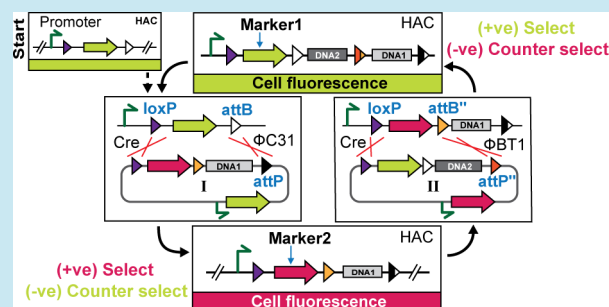 Start
Promoter HAC
Marker1 HAC
DNA2 DNA1
Cell fluorescence
(+ve) Select
(-ve) Counter select
loxP attB
Cre ΦC31
DNA1
I attP
loxP attB"
DNA1
Cre ΦBT1
DNA2
II attP"
Marker2 HAC
DNA1
Cell fluorescence
(+ve) Select
(-ve) Counter select